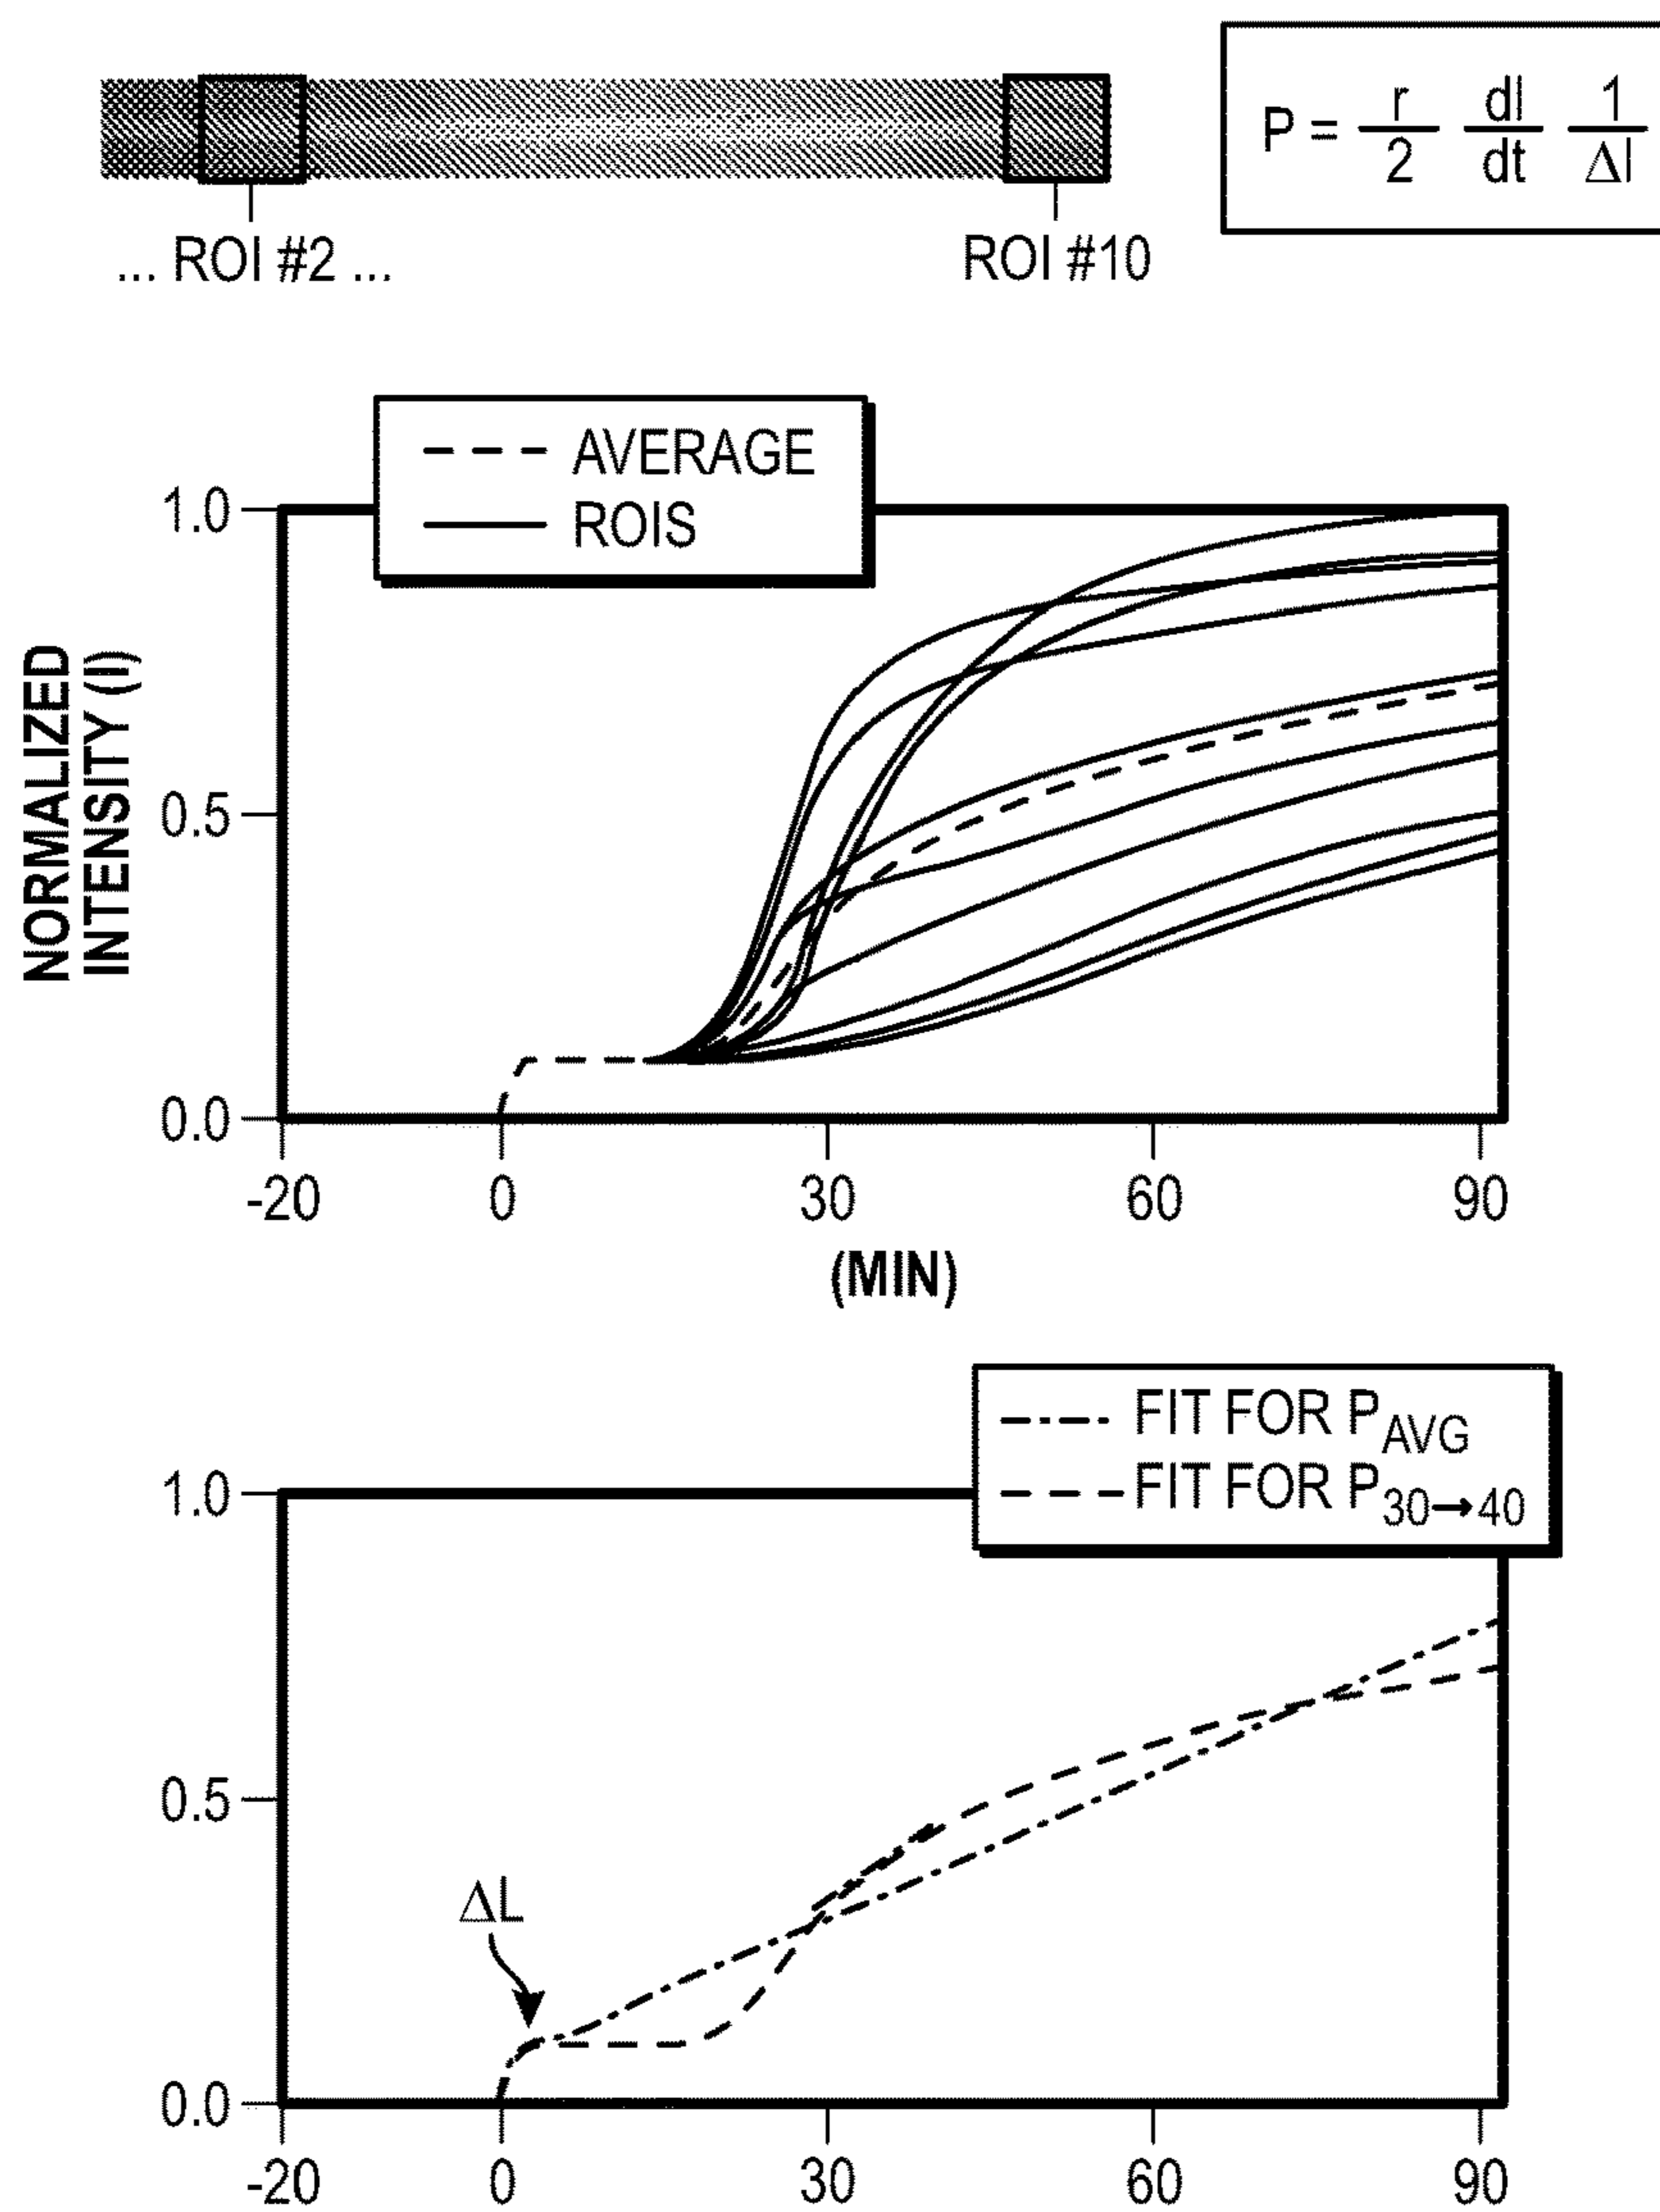 P = r/2 dI/dt 1/ΔI
... ROI #2 ...
ROI #10
AVERAGE
ROIS
1.0
0.5
0.0
NORMALIZED
INTENSITY (I)
-20 0 30 60 90
(MIN)
FIT FOR P AVG
FIT FOR P 30→40
1.0
0.5
0.0
ΔL
-20 0 30 60 90